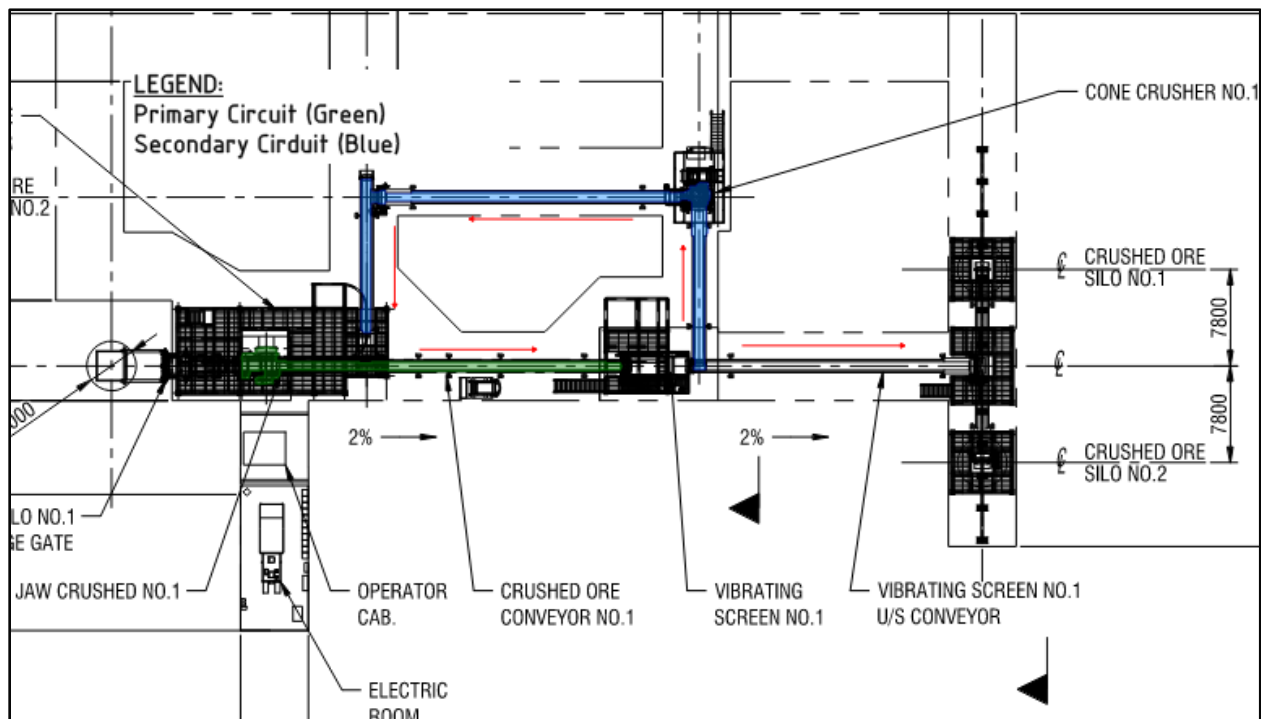 LEGEND:
Primary Circuit (Green)
Secondary Cirduit (Blue)
CONE CRUSHER NO.1
RE
NO.2
CRUSHED ORE
SILO NO.1
7800
7800
CRUSHED ORE
SILO NO.2
000
2%
2%
LO NO.1
GE GATE
JAW CRUSHED NO.1
OPERATOR
CAB.
CRUSHED ORE
CONVEYOR NO.1
VIBRATING
SCREEN NO.1
VIBRATING SCREEN NO.1
U/S CONVEYOR
ELECTRIC
ROOM